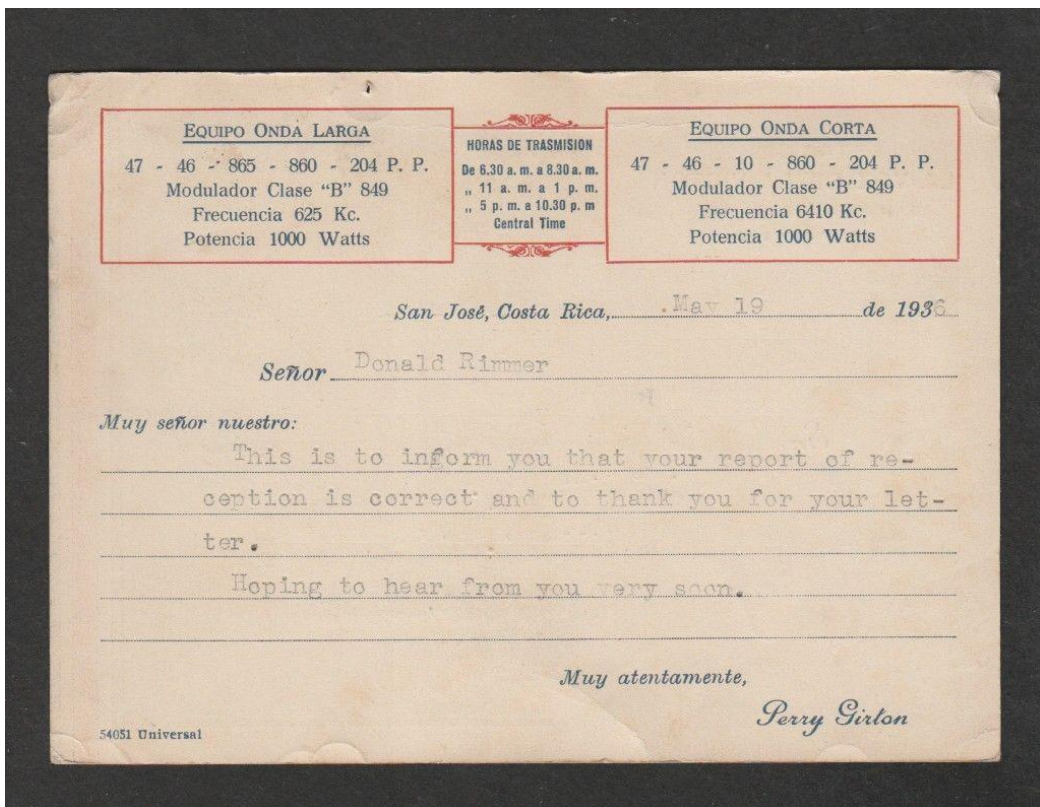 EQUIPO ONDA LARGA
47 - 46 - 865 - 860 - 204 P. P.
Modulador Clase “B” 849
Frecuencia 625 Kc.
Potencia 1000 Watts
HORAS DE TRASMISION
De 6.30 a. m. a 8.30 a. m.
„ 11 a. m. a 1 p. m.
„ 5 p. m. a 10.30 p. m
Central Time
EQUIPO ONDA CORTA
47 - 46 - 10 - 860 - 204 P. P.
Modulador Clase “B” 849
Frecuencia 6410 Kc.
Potencia 1000 Watts
San José, Costa Rica, May 19 de 1936
Señor Donald Rimmer
Muy señor nuestro:
This is to inform you that your report of re-
ception is correct and to thank you for your let-
ter.
Hoping to hear from you very soon.
Muy atentamente,
Perry Girton
54051 Universal